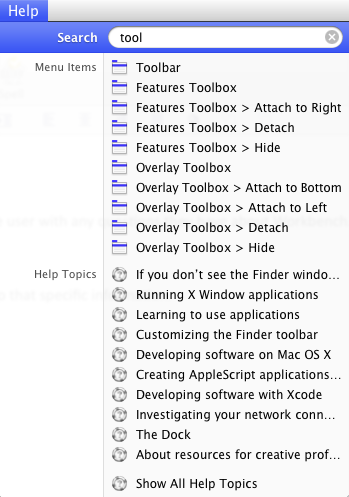 Help
Search tool
Menu Items Toolbar
Features Toolbox
Features Toolbox > Attach to Right
Features Toolbox > Detach
Features Toolbox > Hide
Overlay Toolbox
Overlay Toolbox > Attach to Bottom
Overlay Toolbox > Attach to Left
Overlay Toolbox > Detach
Overlay Toolbox > Hide
Help Topics If you don't see the Finder windo...
Running X Window applications
Learning to use applications
Customizing the Finder toolbar
Developing software on Mac OS X
Creating AppleScript applications...
Developing software with Xcode
Investigating your network conn...
The Dock
About resources for creative prof...
Show All Help Topics